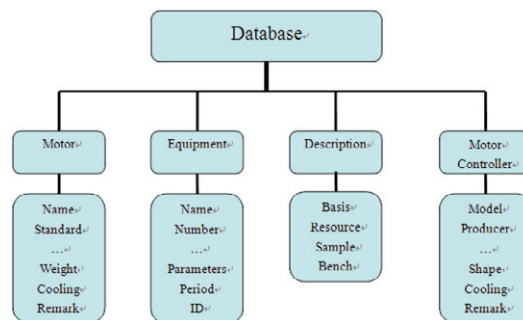 Database
Motor
Equipment
Description
Motor
Controller
Name
Standard
…
Weight
Cooling
Remark
Name
Number
…
Parameters
Period
ID
Basis
Resource
Sample
Bench
Model
Producer
…
Shape
Cooling
Remark